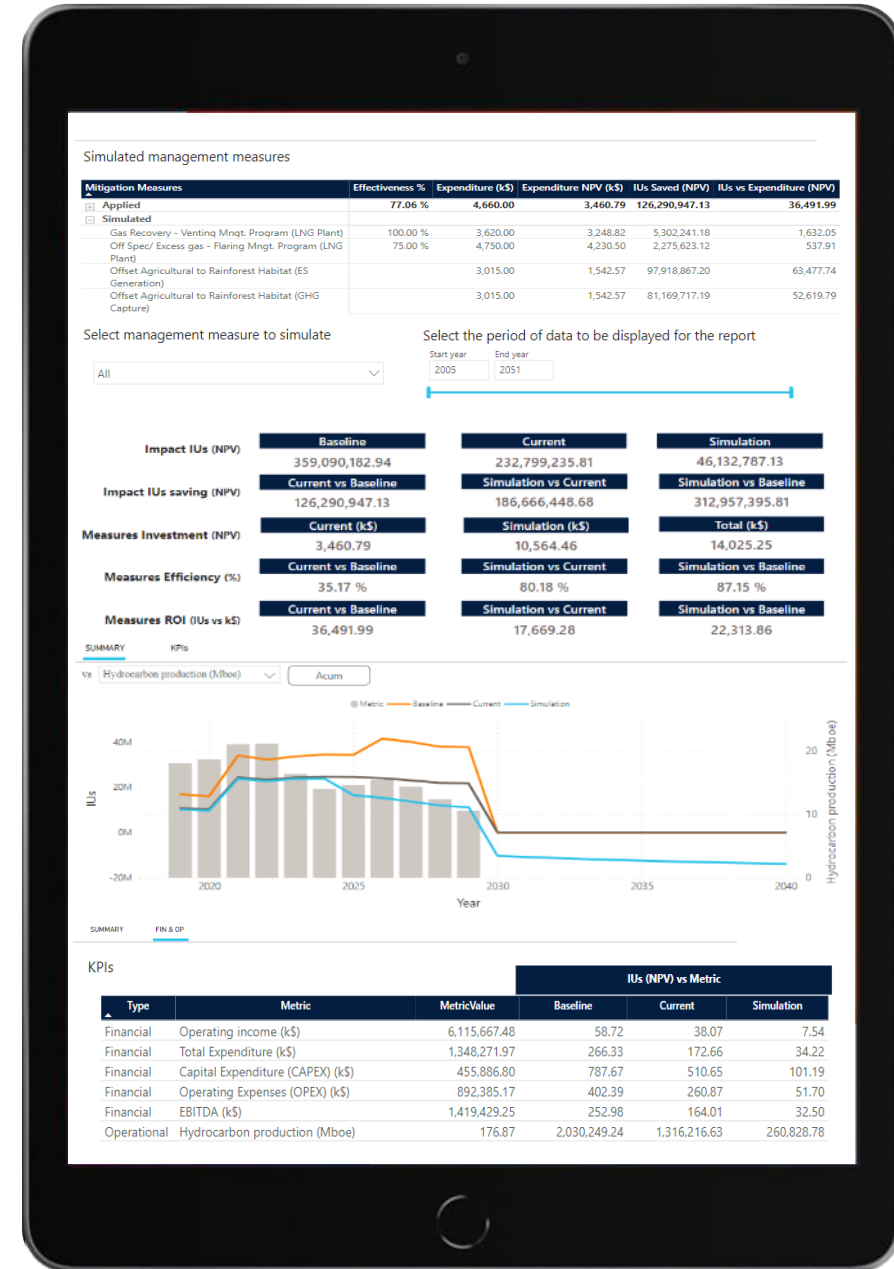 Simulated management measures
Mitigation Measures Effectiveness % Expenditure (k$) Expenditure NPV (k$) IUs Saved (NPV) IUs vs Expenditure (NPV)
Applied 77.06 % 4,660.00 3,460.79 126,290,947.13 36,491.99
Simulated
Gas Recovery - Venting Mnqt. Program (LNG Plant) 100.00 % 3,620.00 3,248.82 5,302,241.18 1,632.05
Off Spec/ Excess gas - Flaring Mngt. Program (LNG 75.00 % 4,750.00 4,230.50 2,275,623.12 537.91
Plant)
Offset Agricultural to Rainforest Habitat (ES 3,015.00 1,542.57 97,918,867.20 63,477.74
Generation)
Offset Agricultural to Rainforest Habitat (GHG 3,015.00 1,542.57 81,169,717.19 52,619.79
Capture)
Select management measure to simulate Select the period of data to be displayed for the report
Start year End year
All 2005 2051
Baseline Current Simulation
Impact IUs (NPV) 359,090,182.94 232,799,235.81 46,132,787.13
Current vs Baseline Simulation vs Current Simulation vs Baseline
Impact IUs saving (NPV) 126,290,947.13 186,666,448.68 312,957,395.81
Current (k$) Simulation (k$) Total (k$)
Measures Investment (NPV) 3,460.79 10,564.46 14,025.25
Current vs Baseline Simulation vs Current Simulation vs Baseline
Measures Efficiency (%) 35.17 % 80.18 % 87.15 %
Current vs Baseline Simulation vs Current Simulation vs Baseline
Measures ROI (IUs vs k$) 36,491.99 17,669.28 22,313.86
SUMMARY KPIs
vs Hydrocarbon production (Mboe) Acum
Metric Baseline Current Simulation
40M 20
20M
0M 10
-20M 0
IUs
Hydrocarbon production (Mboe)
2020 2025 2030 2035 2040
Year
SUMMARY FIN & OP
KPIs
IUs (NPV) vs Metric
Type Metric MetricValue Baseline Current Simulation
Financial Operating income (k$) 6,115,667.48 58.72 38.07 7.54
Financial Total Expenditure (k$) 1,348,271.97 266.33 172.66 34.22
Financial Capital Expenditure (CAPEX) (k$) 455,886.80 787.67 510.65 101.19
Financial Operating Expenses (OPEX) (k$) 892,385.17 402.39 260.87 51.70
Financial EBITDA (k$) 1,419,429.25 252.98 164.01 32.50
Operational Hydrocarbon production (Mboe) 176.87 2,030,249.24 1,316,216.63 260,828.78